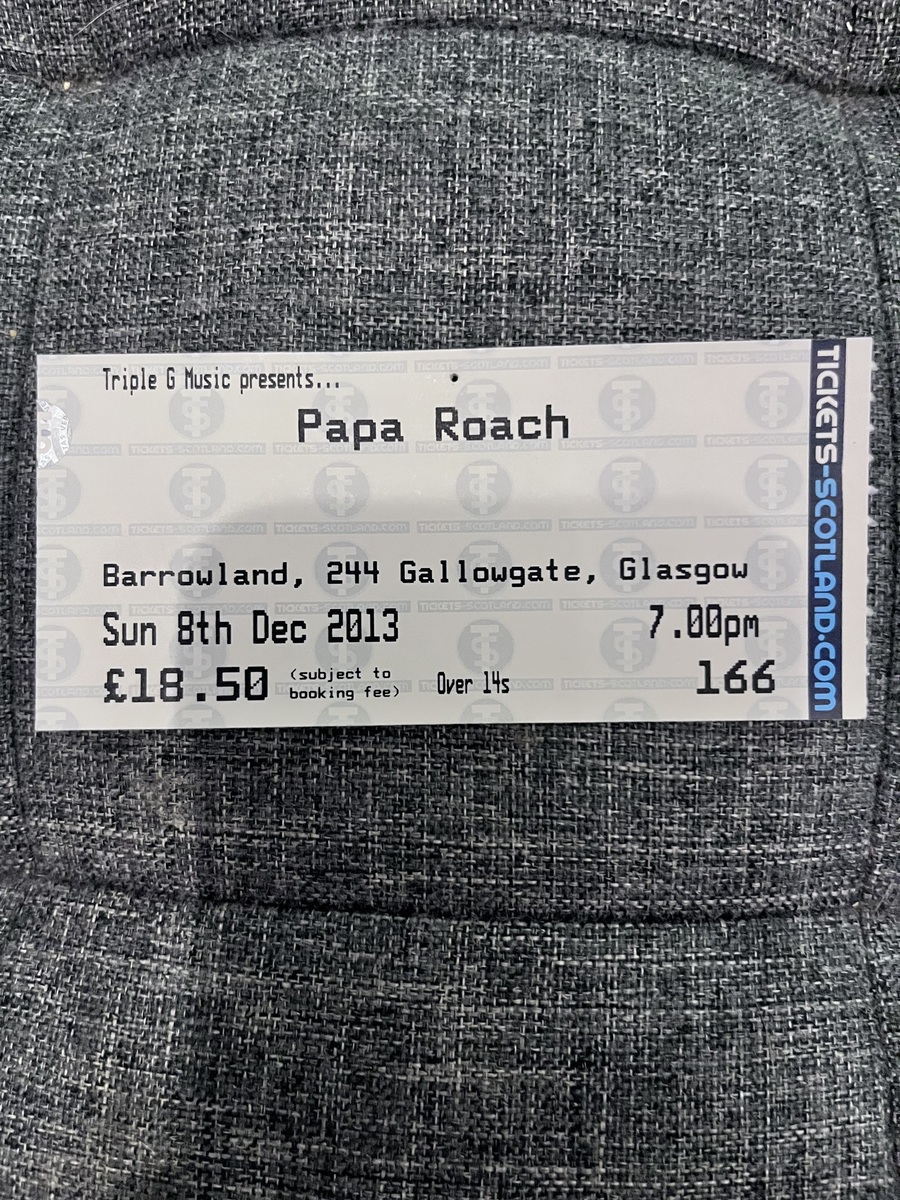 Triple G Music presents...
Papa Roach
Barrowland, 244 Gallowgate, Glasgow
Sun 8th Dec 2013
7.00pm
£18.50
(subject to
booking fee)
Over 14s
166
TICKETS-SCOTLAND.COM